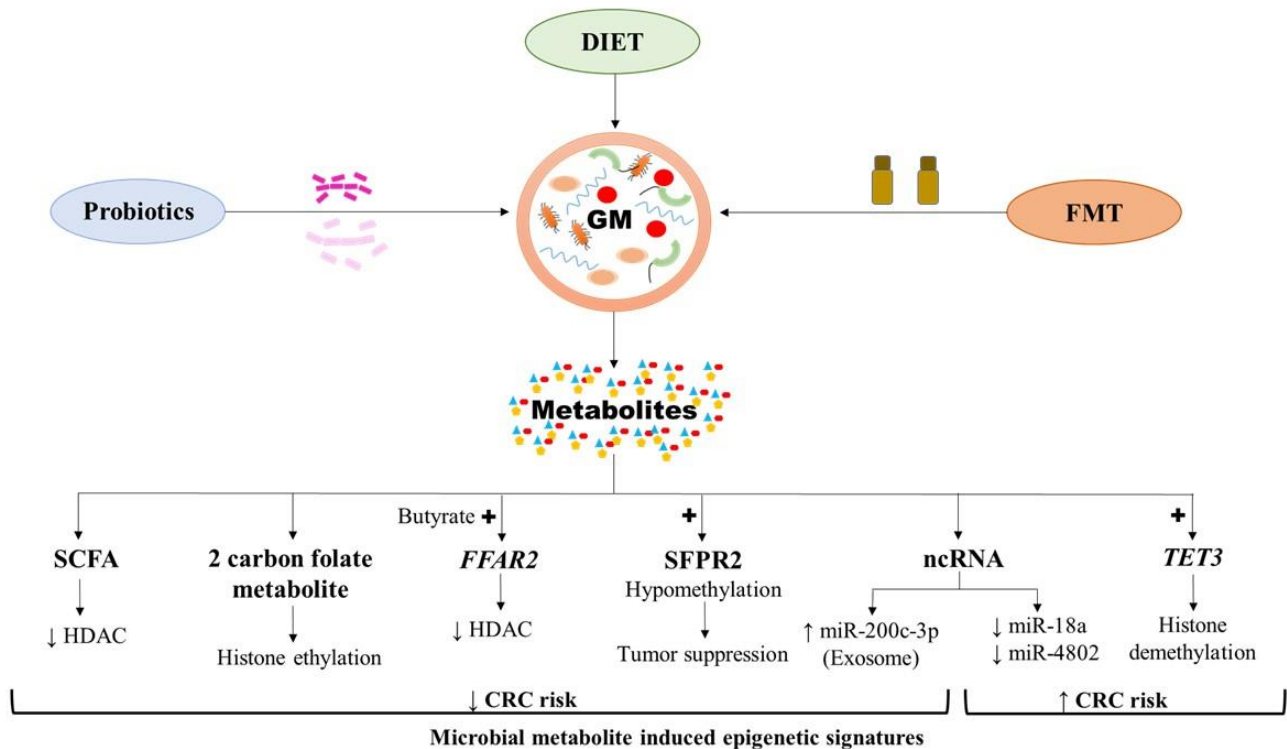 DIET
Probiotics
GM
FMT
Metabolites
SCFA
↓ HDAC
2 carbon folate
metabolite
Histone ethylation
Butyrate +
FFAR2
↓ HDAC
+
SFPR2
Hypomethylation
Tumor suppression
ncRNA
↑ miR-200c-3p
(Exosome)
↓ miR-18a
↓ miR-4802
+
TET3
Histone
demethylation
↓ CRC risk
↑ CRC risk
Microbial metabolite induced epigenetic signatures